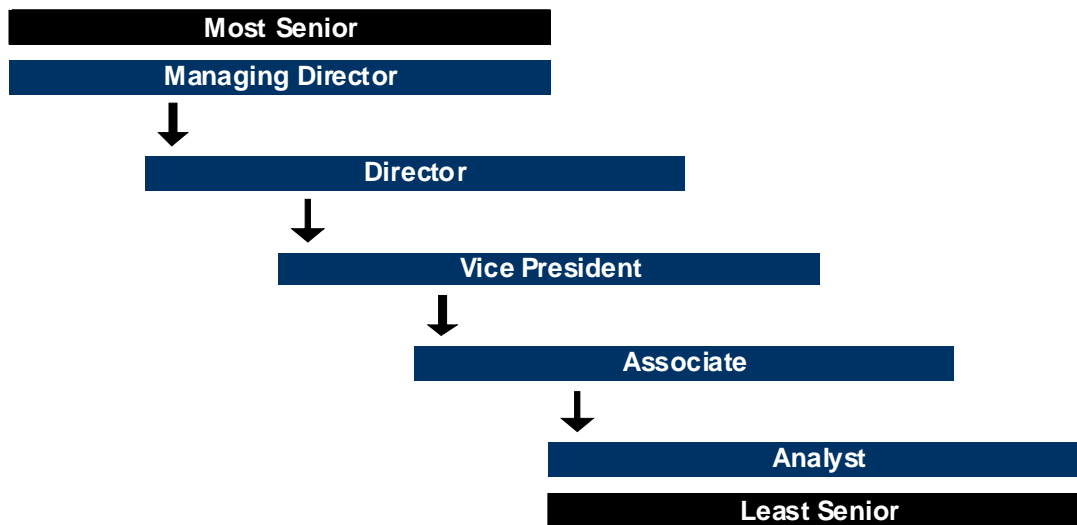 Most Senior
Managing Director
Director
Vice President
Associate
Analyst
Least Senior